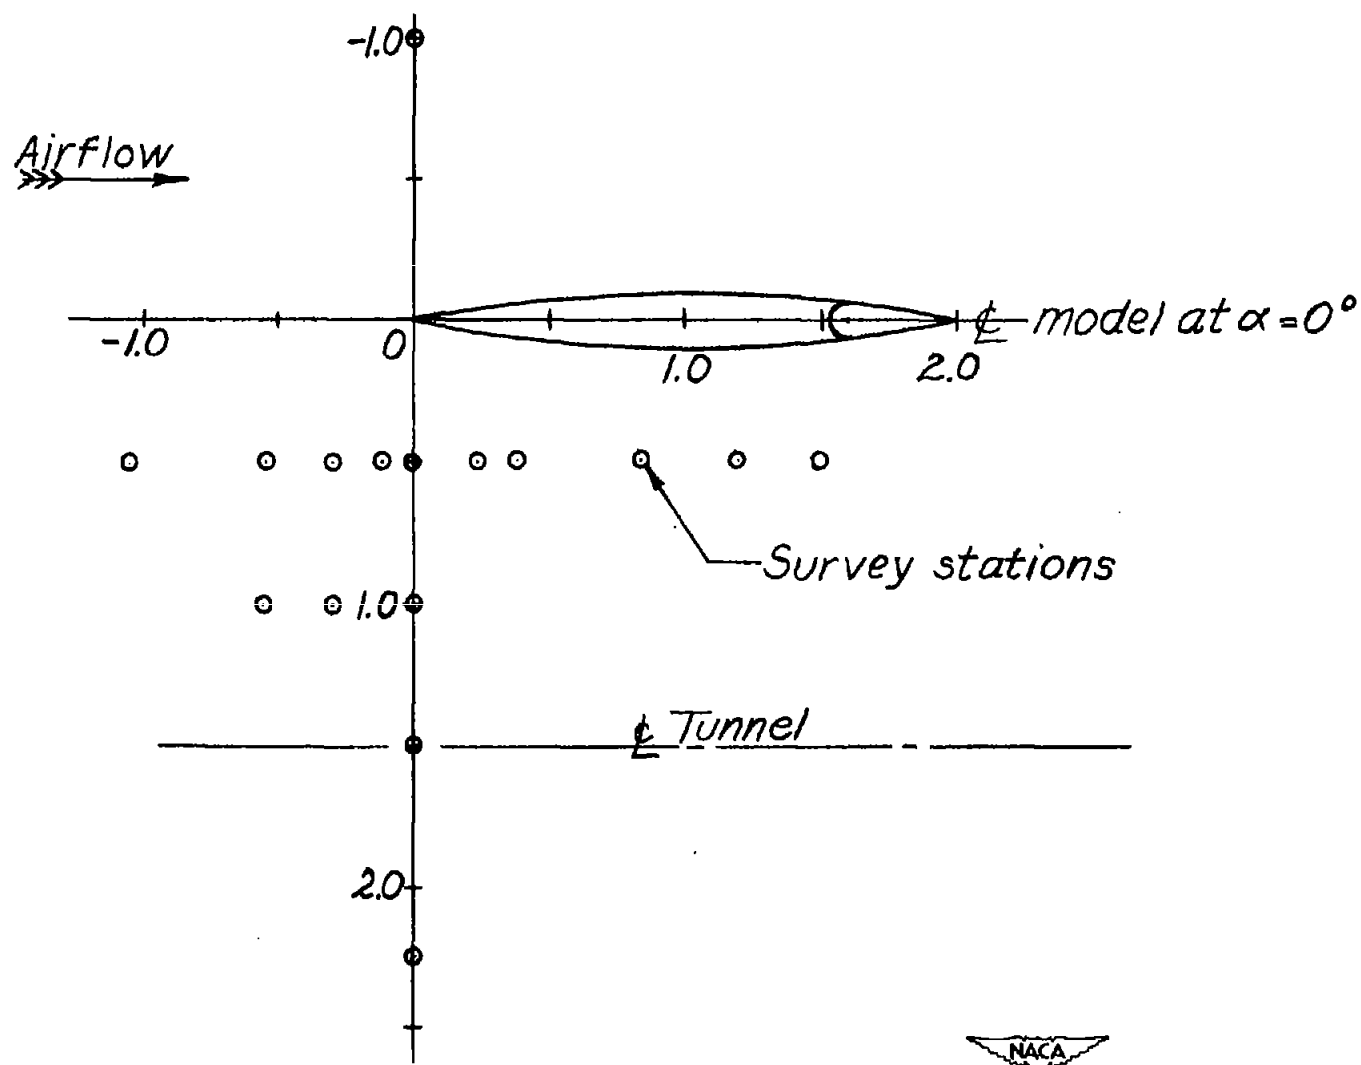 -1.0
Airflow
℄ model at α = 0°
-1.0
0
1.0
2.0
Survey stations
1.0
℄ Tunnel
2.0
NACA